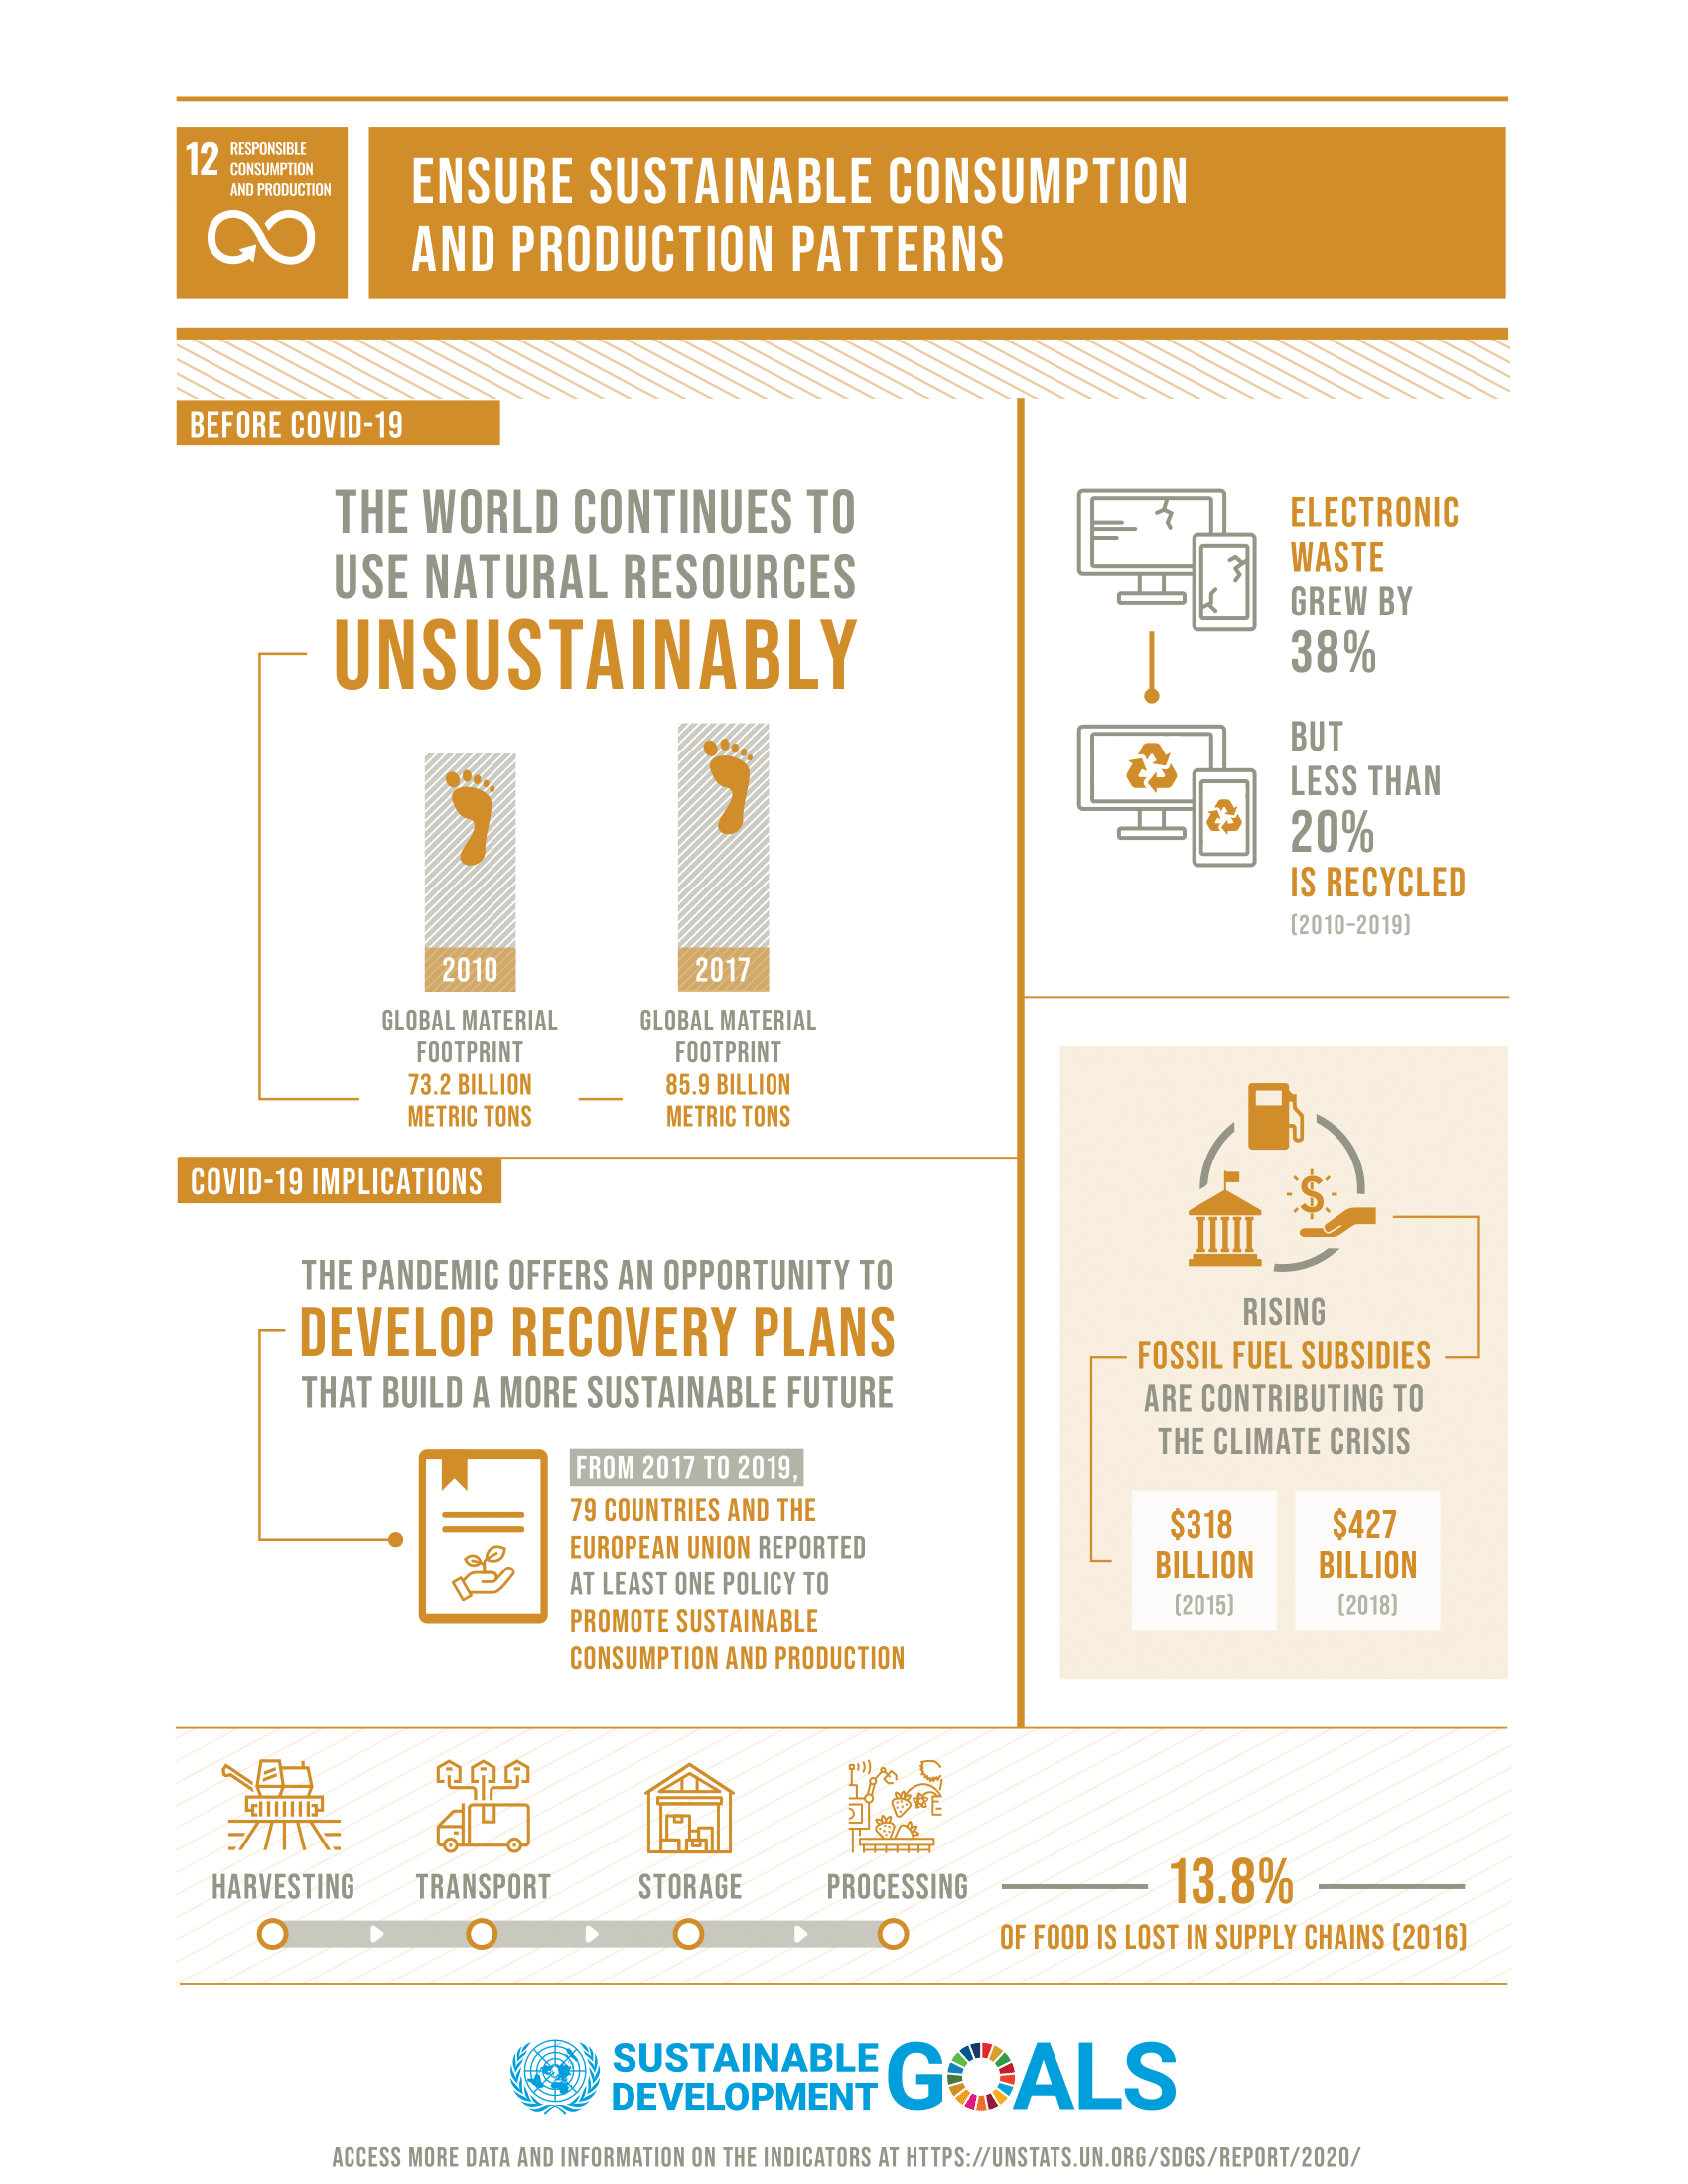 12 RESPONSIBLE
CONSUMPTION
AND PRODUCTION
ENSURE SUSTAINABLE CONSUMPTION
AND PRODUCTION PATTERNS
BEFORE COVID-19
THE WORLD CONTINUES TO
USE NATURAL RESOURCES
UNSUSTAINABLY
2010
GLOBAL MATERIAL
FOOTPRINT
73.2 BILLION
METRIC TONS
2017
GLOBAL MATERIAL
FOOTPRINT
85.9 BILLION
METRIC TONS
ELECTRONIC
WASTE
GREW BY
38%
BUT
LESS THAN
20%
IS RECYCLED
(2010-2019)
COVID-19 IMPLICATIONS
THE PANDEMIC OFFERS AN OPPORTUNITY TO
DEVELOP RECOVERY PLANS
THAT BUILD A MORE SUSTAINABLE FUTURE
FROM 2017 TO 2019,
79 COUNTRIES AND THE
EUROPEAN UNION REPORTED
AT LEAST ONE POLICY TO
PROMOTE SUSTAINABLE
CONSUMPTION AND PRODUCTION
$
RISING
FOSSIL FUEL SUBSIDIES
ARE CONTRIBUTING TO
THE CLIMATE CRISIS
$318
BILLION
(2015)
$427
BILLION
(2018)
HARVESTING
TRANSPORT
STORAGE
PROCESSING
13.8%
OF FOOD IS LOST IN SUPPLY CHAINS (2016)
SUSTAINABLE
DEVELOPMENT
GOALS
ACCESS MORE DATA AND INFORMATION ON THE INDICATORS AT HTTPS://UNSTATS.UN.ORG/SDGS/REPORT/2020/